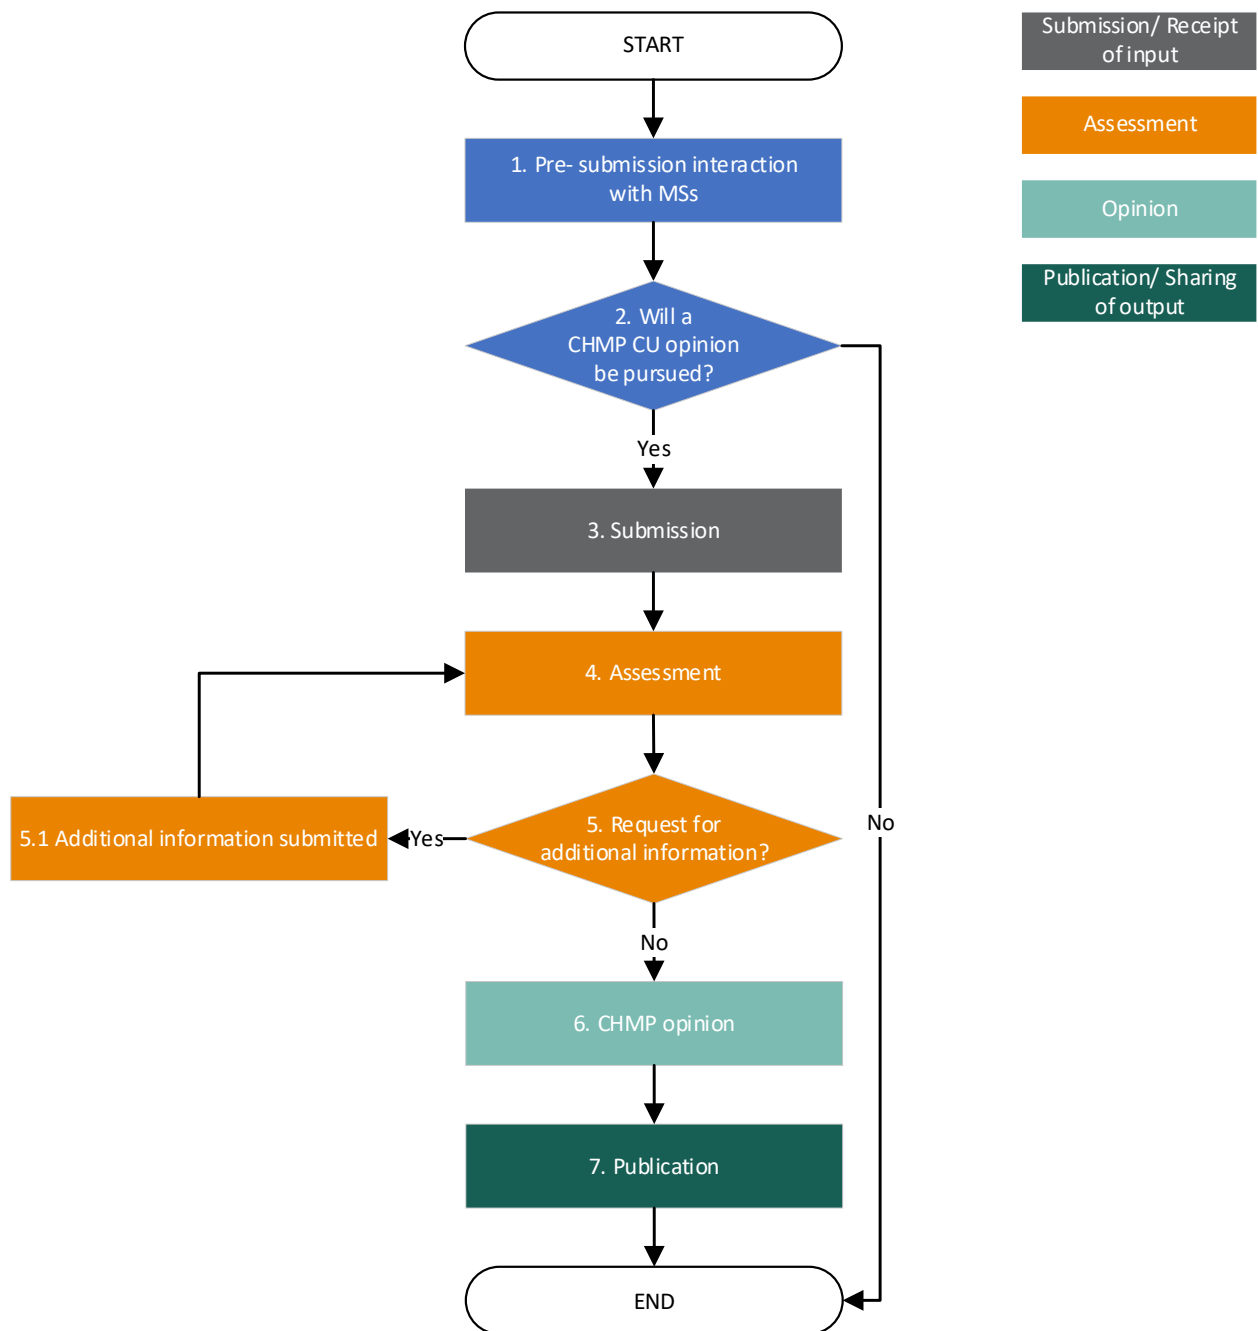 START
1. Pre- submission interaction
with MSs
2. Will a
CHMP CU opinion
be pursued?
Yes
3. Submission
4. Assessment
5. Request for
additional information?
Yes
5.1 Additional information submitted
No
No
6. CHMP opinion
7. Publication
END
Submission/ Receipt
of input
Assessment
Opinion
Publication/ Sharing
of output